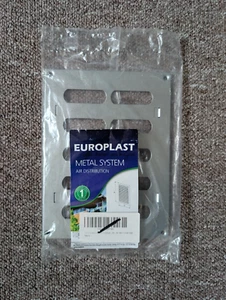 EUROPLAST
METAL SYSTEM
AIR DISTRIBUTION
1